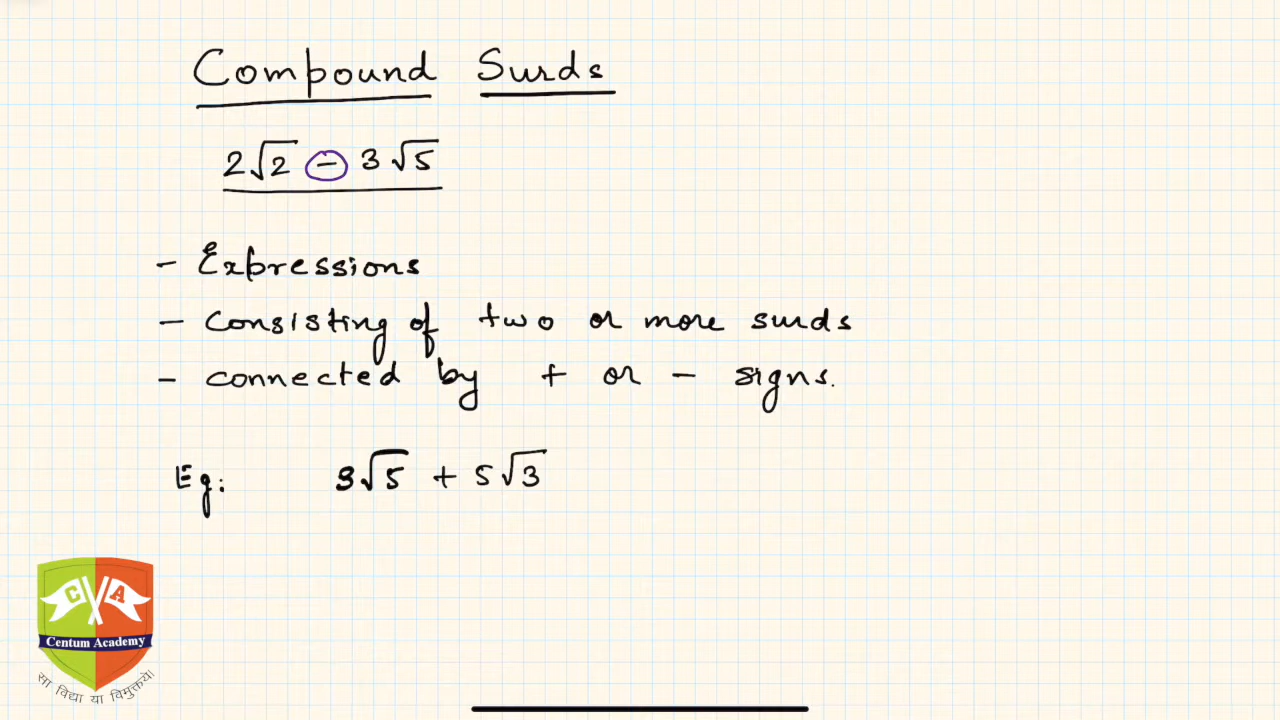 Compound Surds
2√2 - 3√5
- Expressions
- consisting of two or more surds
- connected by + or - signs.
Eg: 3√5 + 5√3
C A
Centum Academy
सा विद्या या विमुक्तये।